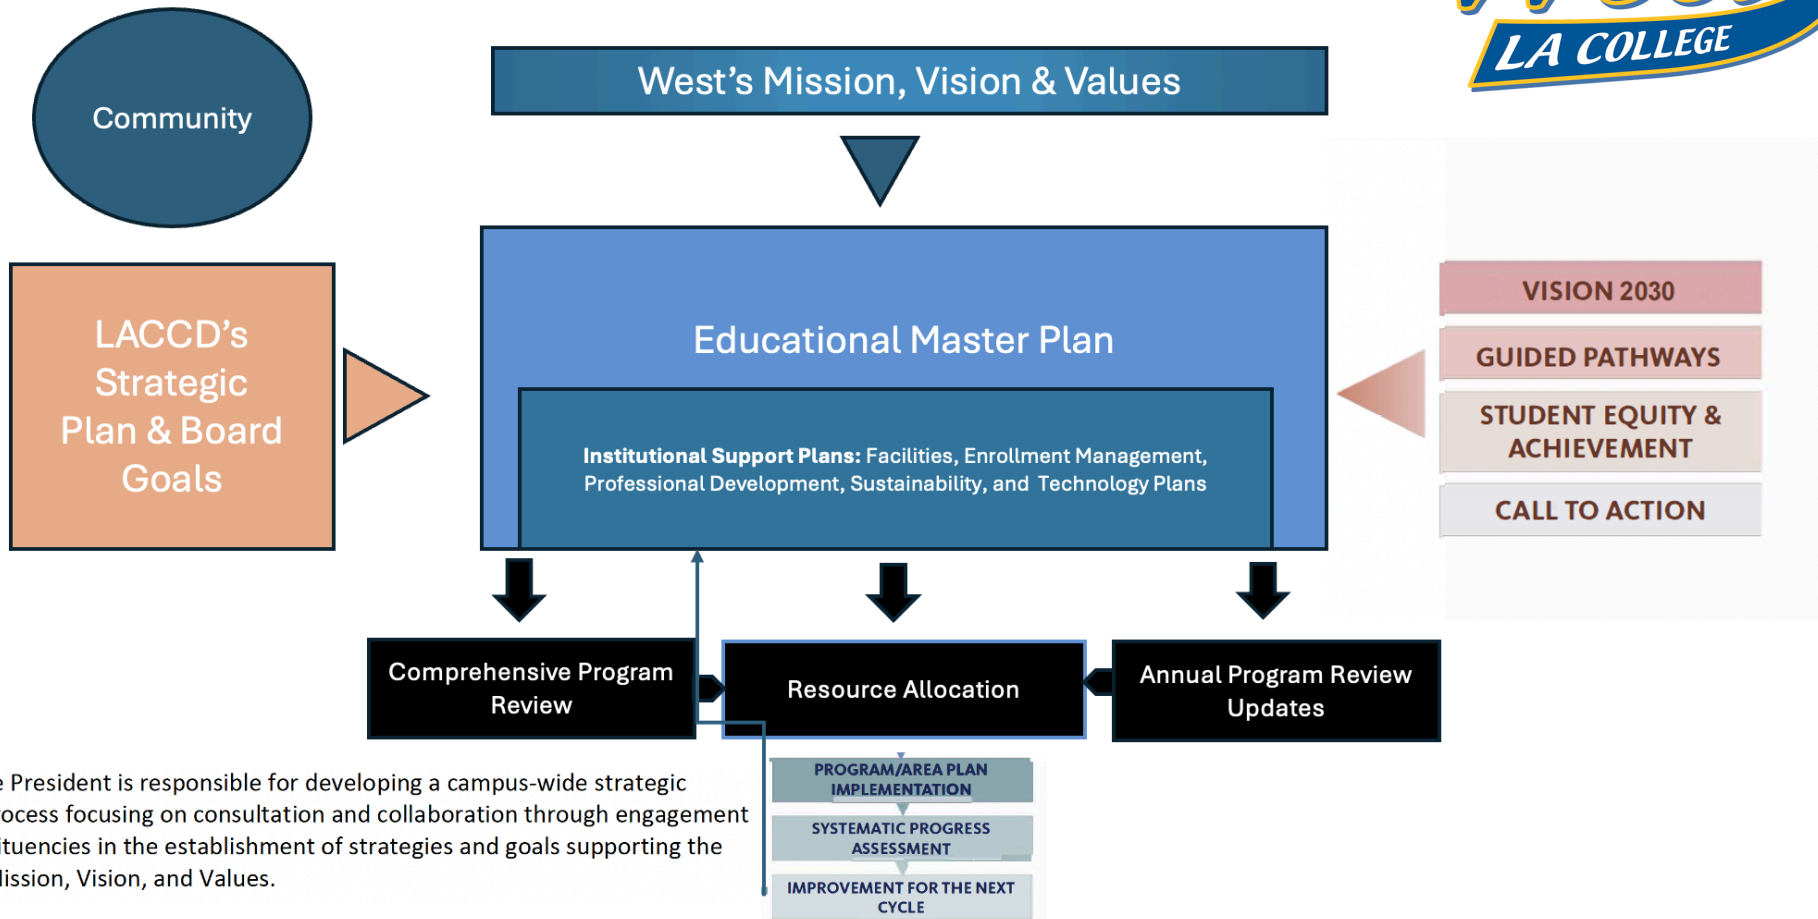 LA COLLEGE
Community
West's Mission, Vision & Values
LACCD's
Strategic
Plan & Board
Goals
Educational Master Plan
Institutional Support Plans: Facilities, Enrollment Management,
Professional Development, Sustainability, and Technology Plans
VISION 2030
GUIDED PATHWAYS
STUDENT EQUITY &
ACHIEVEMENT
CALL TO ACTION
Comprehensive Program
Review
Resource Allocation
Annual Program Review
Updates
President is responsible for developing a campus-wide strategic
focusing on consultation and collaboration through engagement
in the establishment of strategies and goals supporting the
Vision, and Values.
PROGRAM/AREA PLAN
IMPLEMENTATION
SYSTEMATIC PROGRESS
ASSESSMENT
IMPROVEMENT FOR THE NEXT
CYCLE